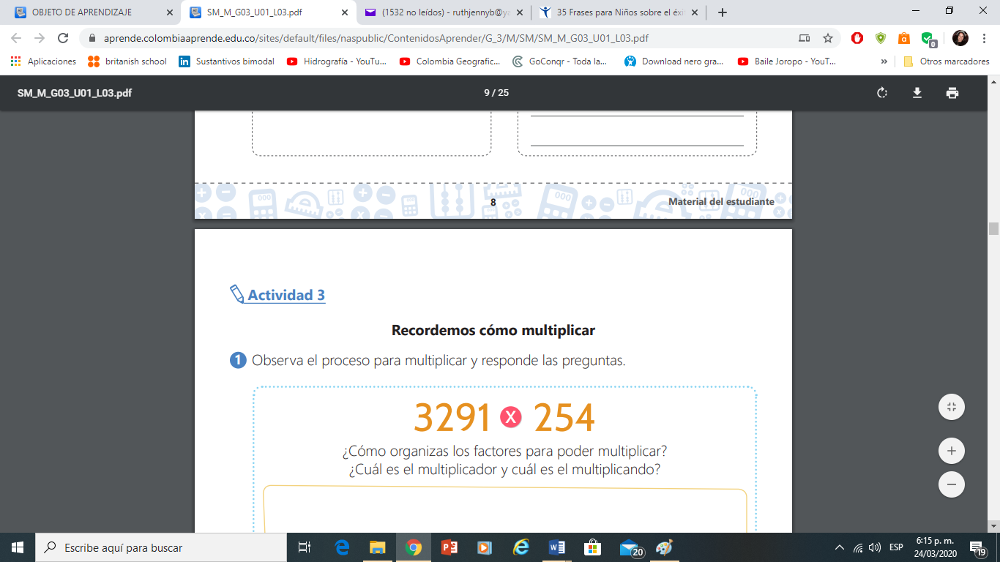 OBJETO DE APRENDIZAJE
SM_M_G03_U01_L03.pdf
(1532 no leídos) - ruthjennyb@ya
35 Frases para Niños sobre el éxi
aprende.colombiaaprende.edu.co/sites/default/files/naspublic/ContenidosAprender/G_3/M/SM/SM_M_G03_U01_L03.pdf
0
Aplicaciones
britanish school
Sustantivos bimodal
Hidrografía - YouTu...
Colombia Geografic...
GoConqr - Toda la...
Download nero gra...
Baile Joropo - YouT...
»
Otros marcadores
SM_M_G03_U01_L03.pdf
9 / 25
8
Material del estudiante
Actividad 3
Recordemos cómo multiplicar
1 Observa el proceso para multiplicar y responde las preguntas.
3291 x 254
¿Cómo organizas los factores para poder multiplicar?
¿Cuál es el multiplicador y cuál es el multiplicando?
Escribe aquí para buscar
20
ESP
6:15 p. m.
24/03/2020
19